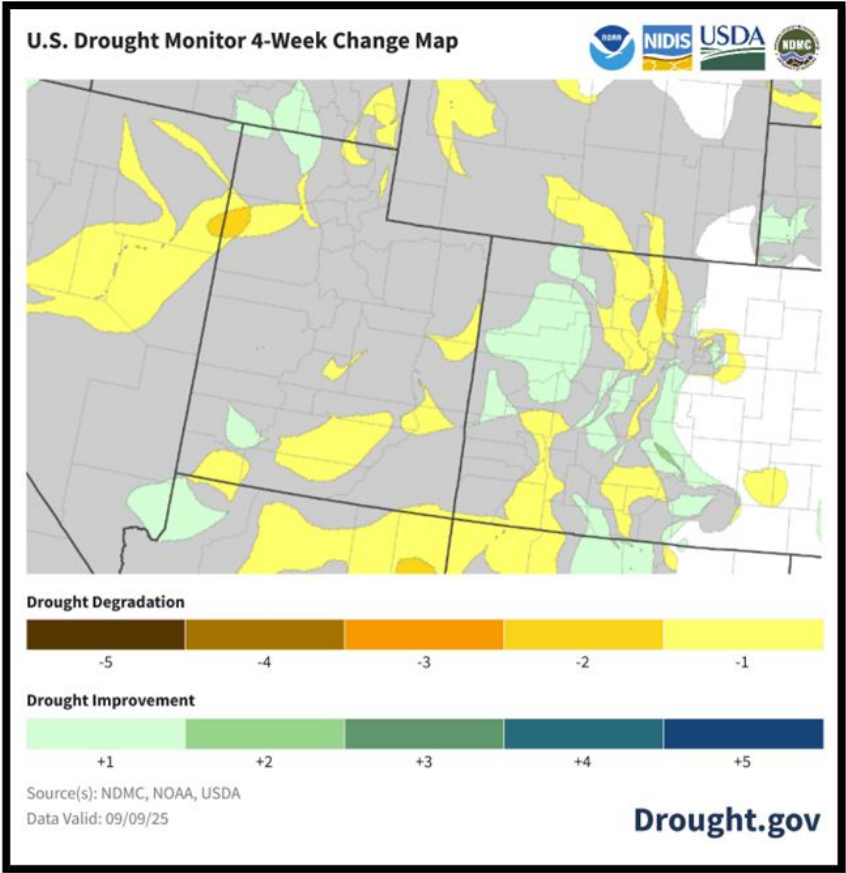 U.S. Drought Monitor 4-Week Change Map
NOAA
NIDIS
USDA
NDMC
Drought Degradation
-5 -4 -3 -2 -1
Drought Improvement
+1 +2 +3 +4 +5
Source(s): NDMC, NOAA, USDA
Data Valid: 09/09/25
Drought.gov